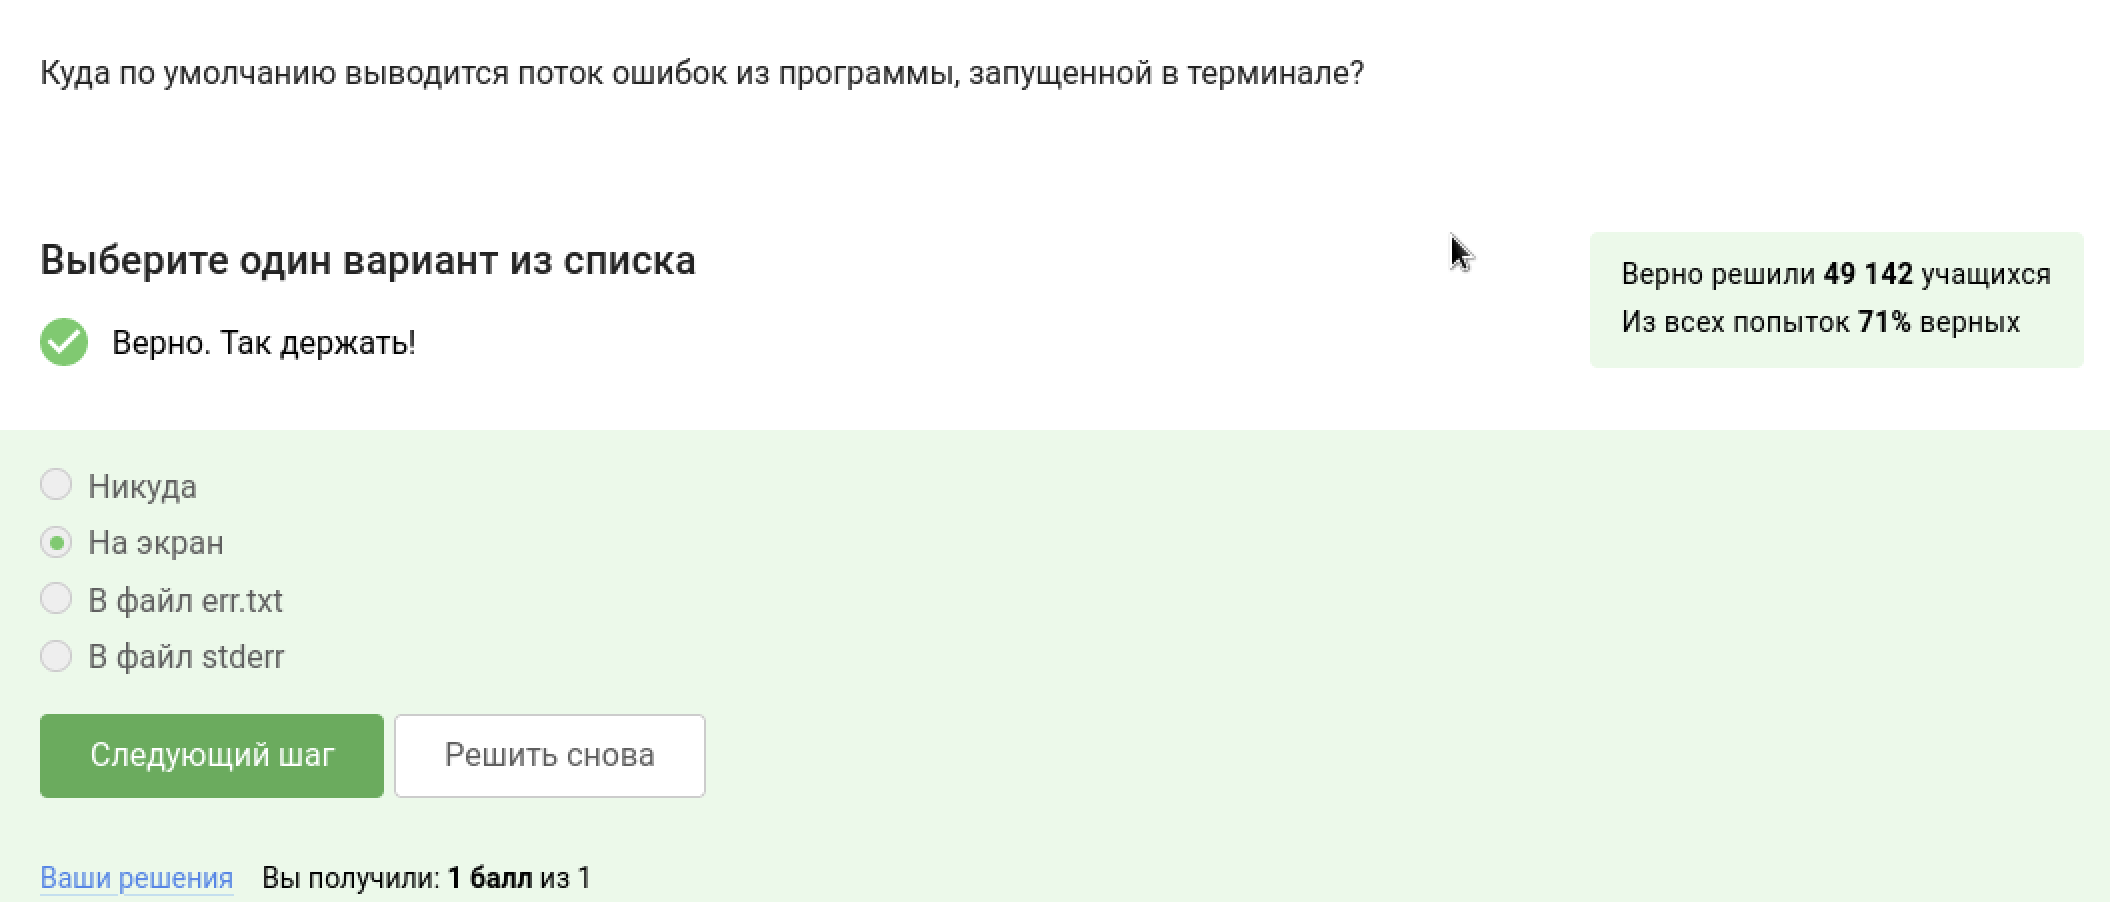 Куда по умолчанию выводится поток ошибок из программы, запущенной в терминале?
Выберите один вариант из списка
Верно. Так держать!
Верно решили 49 142 учащихся
Из всех попыток 71% верных
Никуда
На экран
В файл err.txt
В файл stderr
Следующий шаг
Решить снова
Ваши решения Вы получили: 1 балл из 1